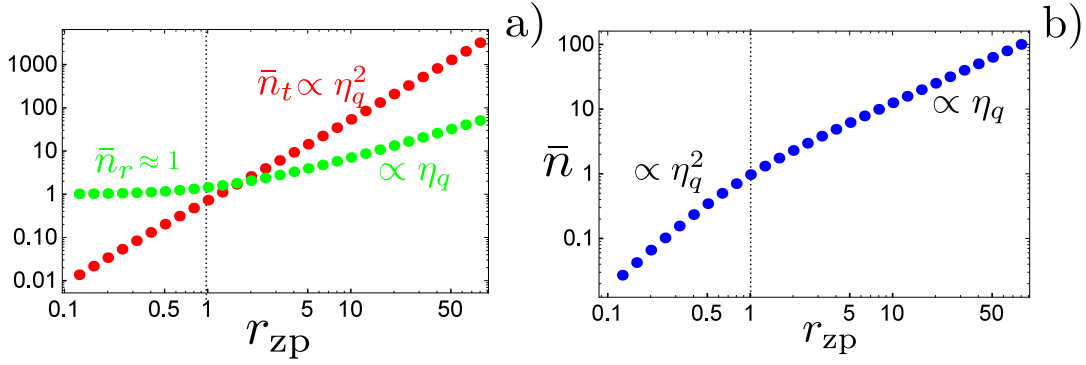 a)
1000
100
10
1
0.10
0.01
n̄_t ∝ η_q^2
n̄_r ≈ 1
∝ η_q
0.1 0.5 1 5 10 50
r_zp
b)
100
10
1
0.1
n̄
∝ η_q^2
∝ η_q
0.1 0.5 1 5 10 50
r_zp